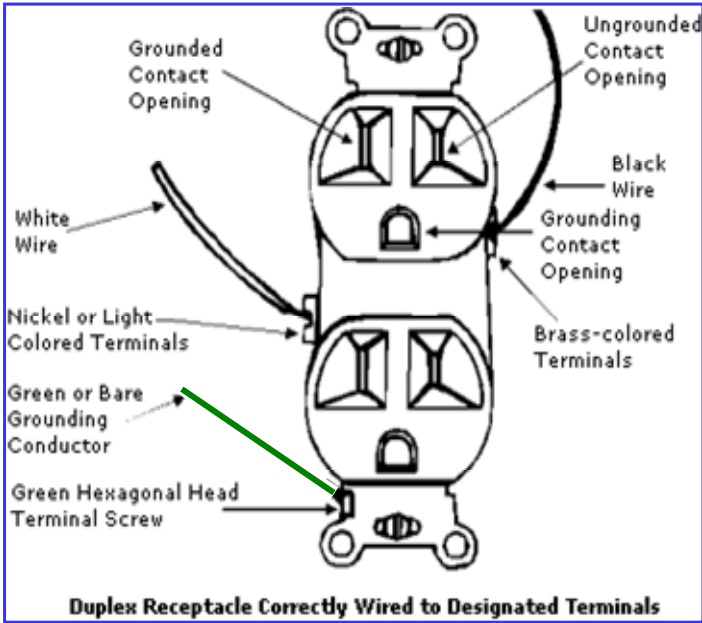 Grounded
Contact
Opening
Ungrounded
Contact
Opening
Black
Wire
White
Wire
Grounding
Contact
Opening
Nickel or Light
Colored Terminals
Brass-colored
Terminals
Green or Bare
Grounding
Conductor
Green Hexagonal Head
Terminal Screw
Duplex Receptacle Correctly Wired to Designated Terminals